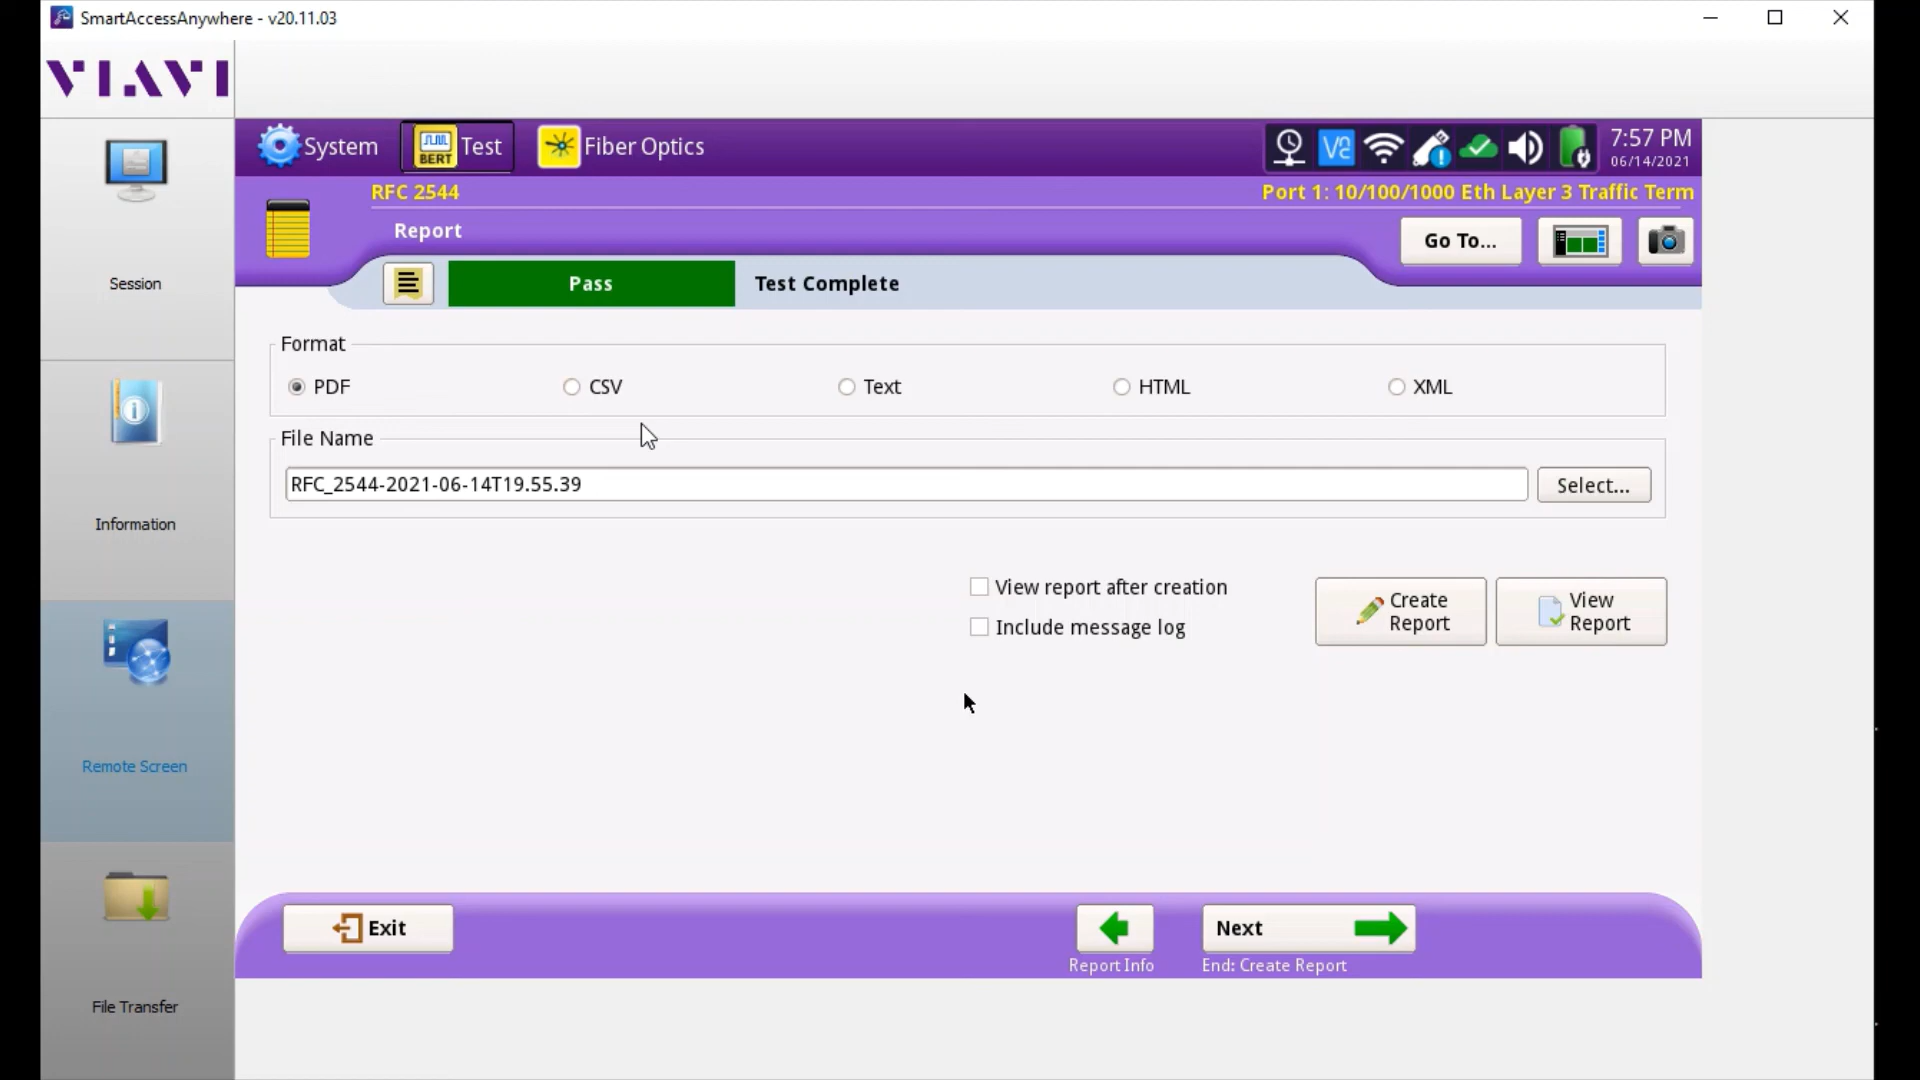 SmartAccessAnywhere - v20.11.03
VIAVI
Session
Information
Remote Screen
File Transfer
System
BERT
Test
Fiber Optics
7:57 PM
06/14/2021
RFC 2544
Port 1: 10/100/1000 Eth Layer 3 Traffic Term
Report
Go To...
Pass
Test Complete
Format
PDF
CSV
Text
HTML
XML
File Name
RFC_2544-2021-06-14T19.55.39
Select...
View report after creation
Include message log
Create
Report
View
Report
Exit
Report Info
Next
End: Create Report